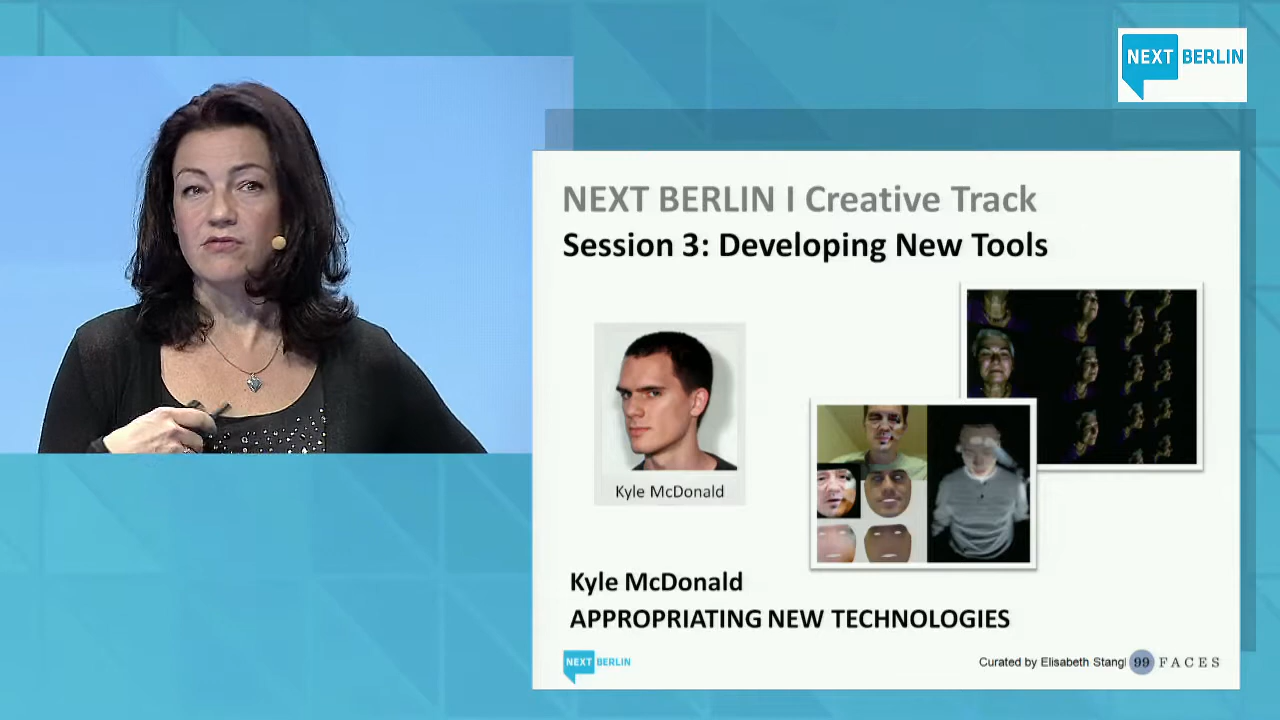 NEXT BERLIN
NEXT BERLIN I Creative Track
Session 3: Developing New Tools
Kyle McDonald
Kyle McDonald
APPROPRIATING NEW TECHNOLOGIES
NEXT BERLIN
Curated by Elisabeth Stangl 99 FACES